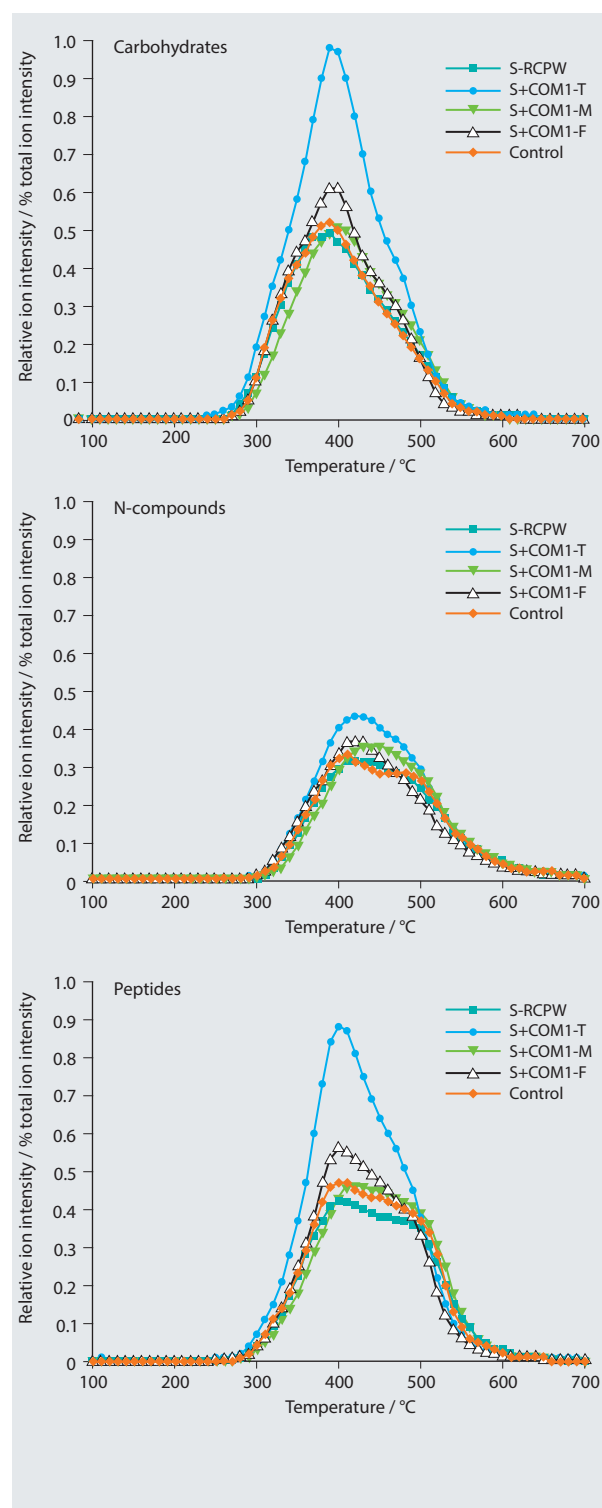 Carbohydrates
Relative ion intensity / % total ion intensity
1.0
0.9
0.8
0.7
0.6
0.5
0.4
0.3
0.2
0.1
0
S-RCPW
S+COM1-T
S+COM1-M
S+COM1-F
Control
100 200 300 400 500 600 700
Temperature / °C
N-compounds
Relative ion intensity / % total ion intensity
1.0
0.9
0.8
0.7
0.6
0.5
0.4
0.3
0.2
0.1
0
S-RCPW
S+COM1-T
S+COM1-M
S+COM1-F
Control
100 200 300 400 500 600 700
Temperature / °C
Peptides
Relative ion intensity / % total ion intensity
1.0
0.9
0.8
0.7
0.6
0.5
0.4
0.3
0.2
0.1
0
S-RCPW
S+COM1-T
S+COM1-M
S+COM1-F
Control
100 200 300 400 500 600 700
Temperature / °C